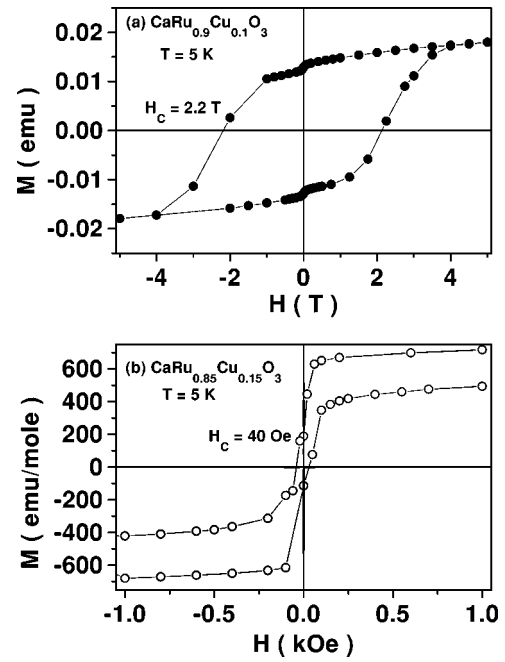 (a) CaRu0.9Cu0.1O3
T = 5 K
HC = 2.2 T
M ( emu )
0.02
0.01
0.00
-0.01
-0.02
-4 -2 0 2 4
H ( T )
(b) CaRu0.85Cu0.15O3
T = 5 K
HC = 40 Oe
M ( emu/mole )
600
400
200
0
-200
-400
-600
-1.0 -0.5 0.0 0.5 1.0
H ( kOe )